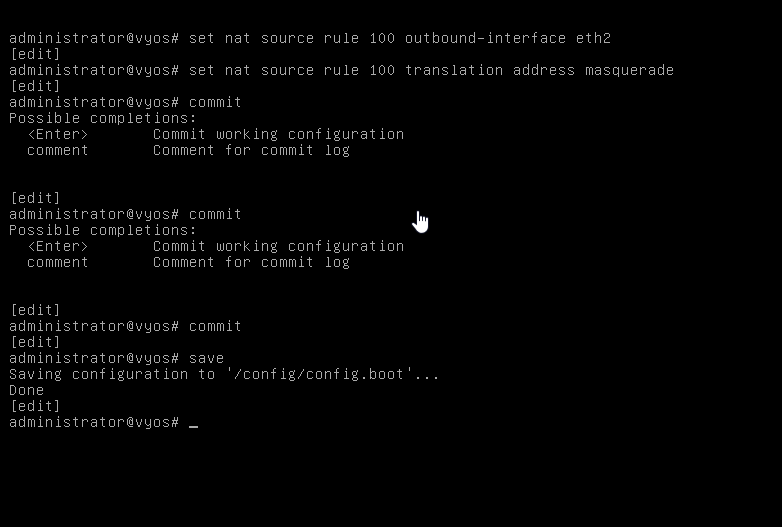 administrator@vyos# set nat source rule 100 outbound-interface eth2
[edit]
administrator@vyos# set nat source rule 100 translation address masquerade
[edit]
administrator@vyos# commit
Possible completions:
  <Enter>       Commit working configuration
  comment       Comment for commit log
[edit]
administrator@vyos# commit
Possible completions:
  <Enter>       Commit working configuration
  comment       Comment for commit log
[edit]
administrator@vyos# commit
[edit]
administrator@vyos# save
Saving configuration to '/config/config.boot'...
Done
[edit]
administrator@vyos# _